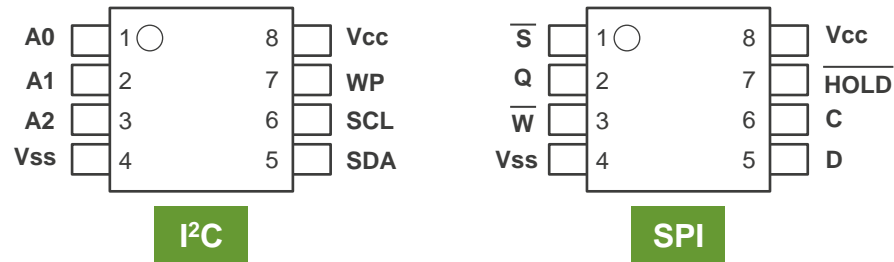 A0 1 8 Vcc
A1 2 7 WP
A2 3 6 SCL
Vss 4 5 SDA
I²C
S̅ 1 8 Vcc
Q 2 7 H̅O̅L̅D̅
W̅ 3 6 C
Vss 4 5 D
SPI